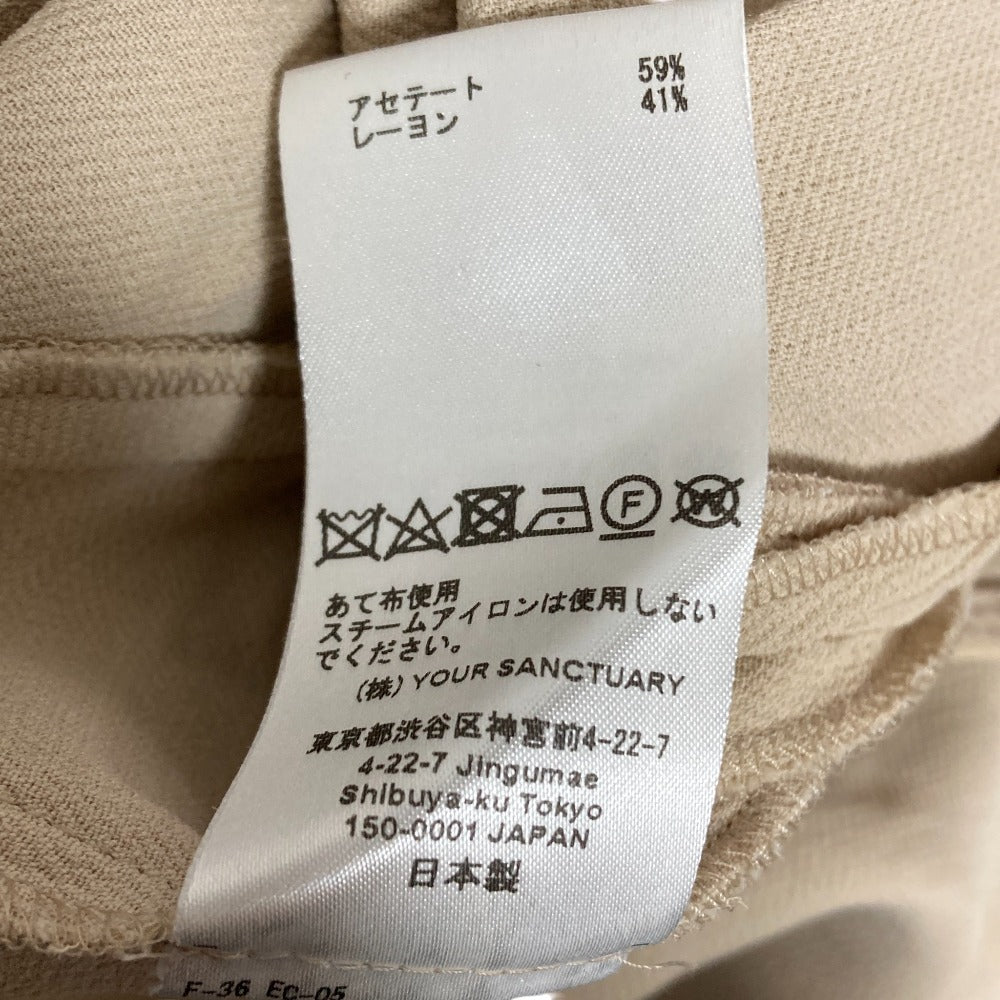 アセテート 59%
レーヨン 41%
F W
あて布使用
スチームアイロンは使用しない
でください。
(株) YOUR SANCTUARY
東京都渋谷区神宮前4-22-7
4-22-7 Jingumae
Shibuya-ku Tokyo
150-0001 JAPAN
日本製
F-36 EC-05